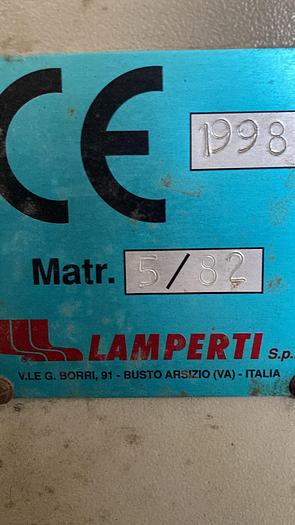 CE
1998
Matr. 5/82
LAMPERTI S.p.
V.LE G. BORRI, 91 - BUSTO ARSIZIO (VA) - ITALIA